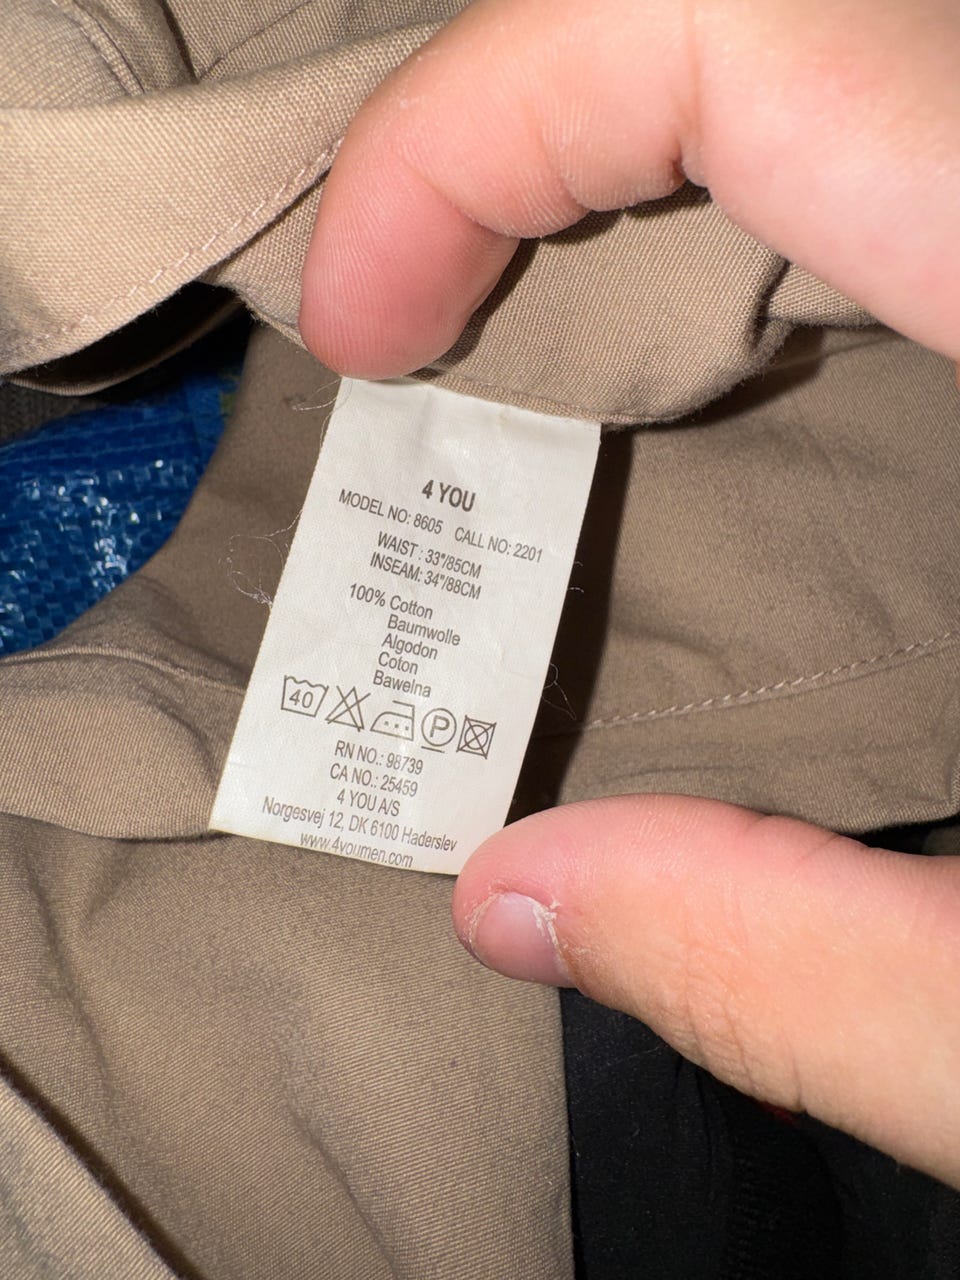 4 YOU
MODEL NO: 8605 CALL NO: 2201
WAIST : 33"/85CM
INSEAM: 34"/88CM
100% Cotton
Baumwolle
Algodon
Coton
Bawelna
40 P
RN NO.: 98739
CA NO.: 25459
4 YOU A/S
Norgesvej 12, DK 6100 Haderslev
www.4youmen.com